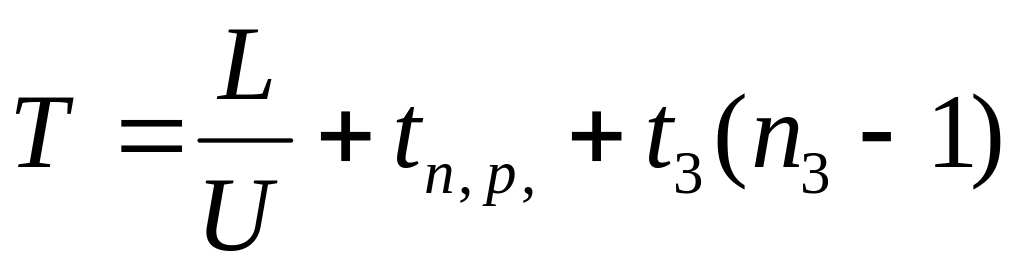 T = L/U + t_{n,p,} + t_3(n_3 - 1)